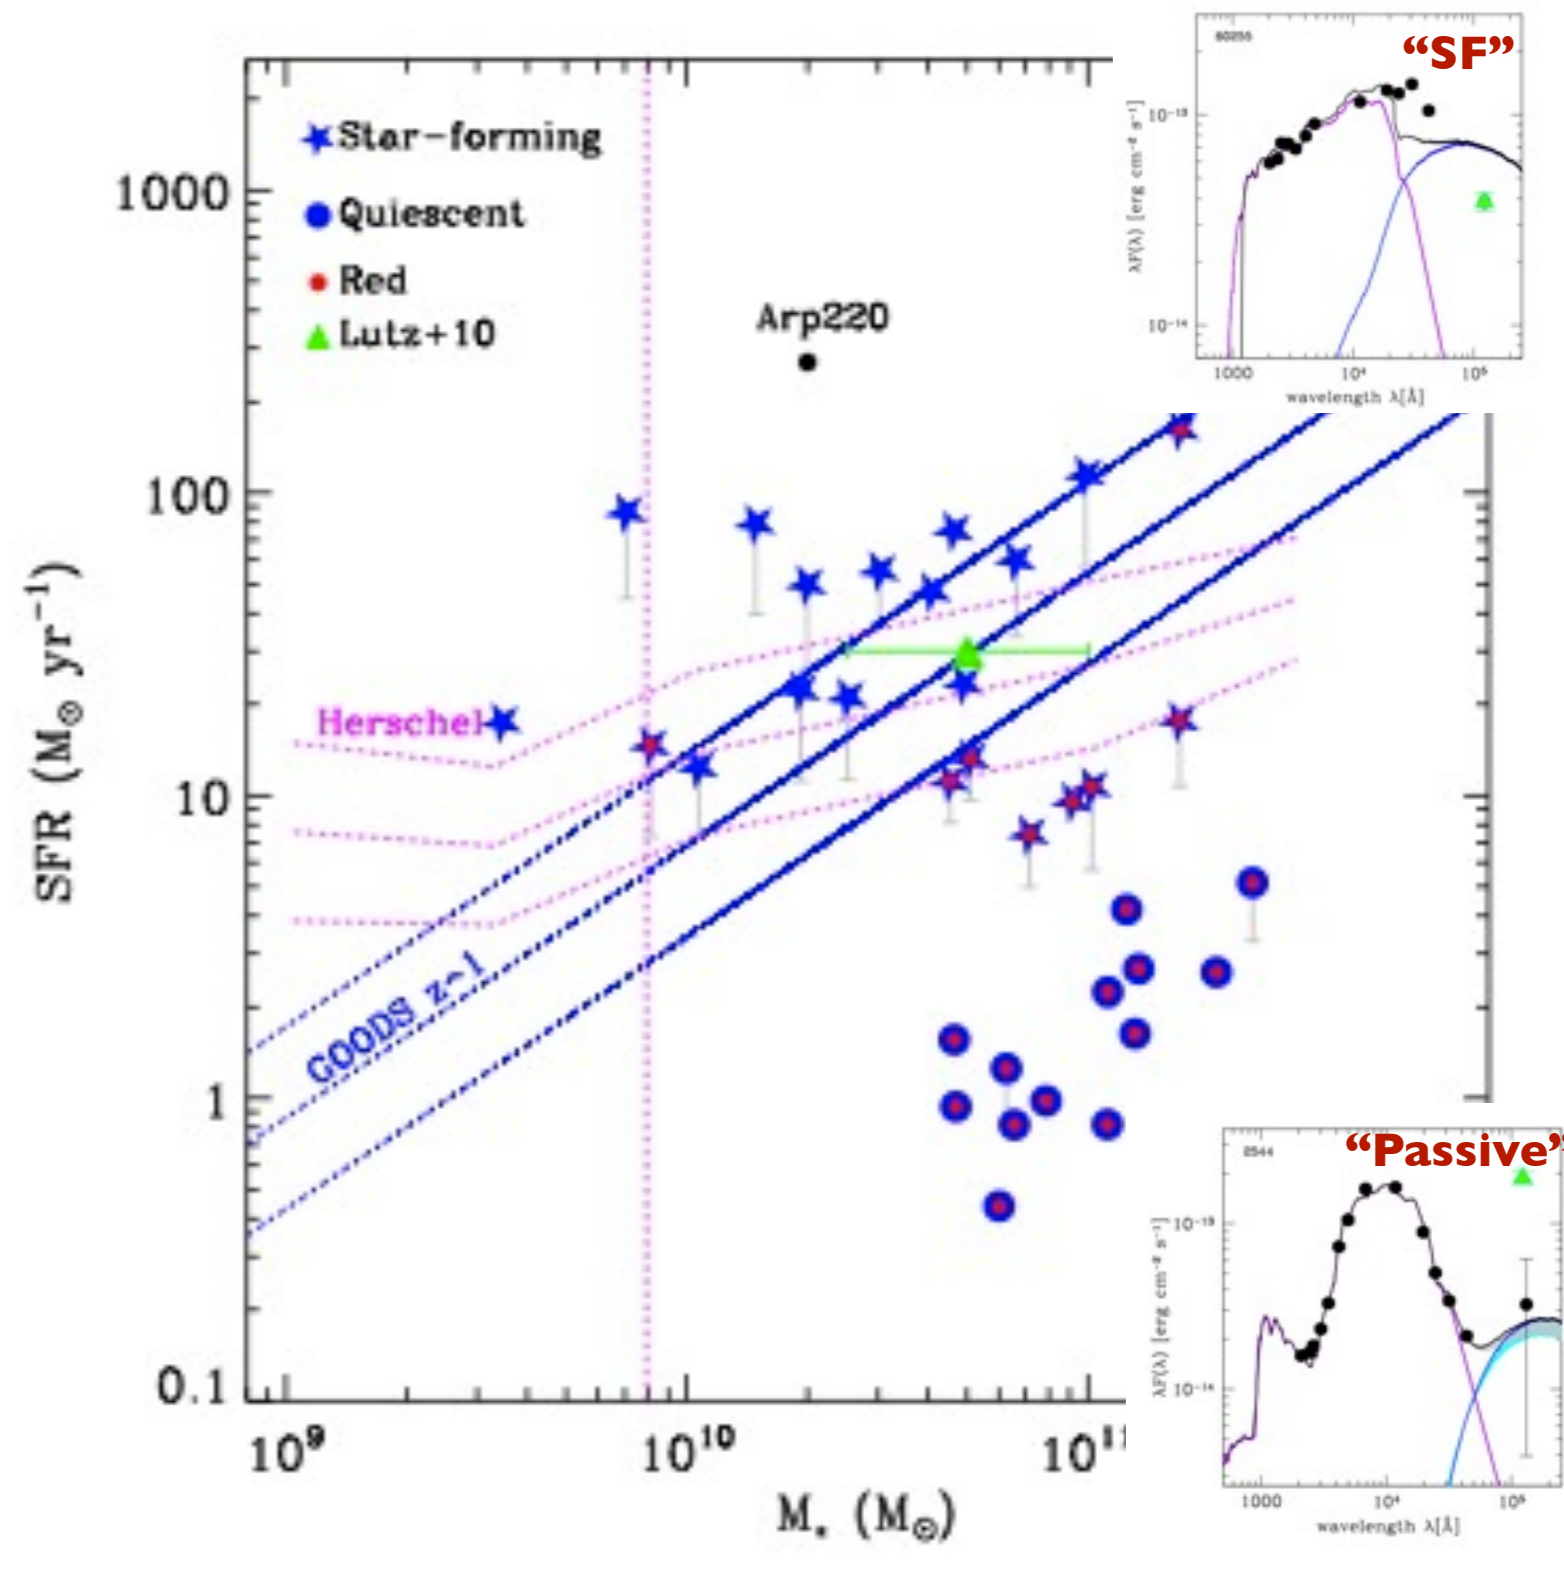 Star-forming
Quiescent
Red
Lutz+10
Arp220
Herschel
GOODS z~1
1000
100
10
1
0.1
SFR (M⊙ yr⁻¹)
10⁹
10¹⁰
10¹¹
M* (M⊙)
60255
“SF”
10⁻¹³
10⁻¹⁴
λF(λ) [erg cm⁻² s⁻¹]
1000
10⁴
10⁵
wavelength λ[Å]
2544
“Passive”
10⁻¹³
10⁻¹⁴
λF(λ) [erg cm⁻² s⁻¹]
1000
10⁴
10⁵
wavelength λ[Å]